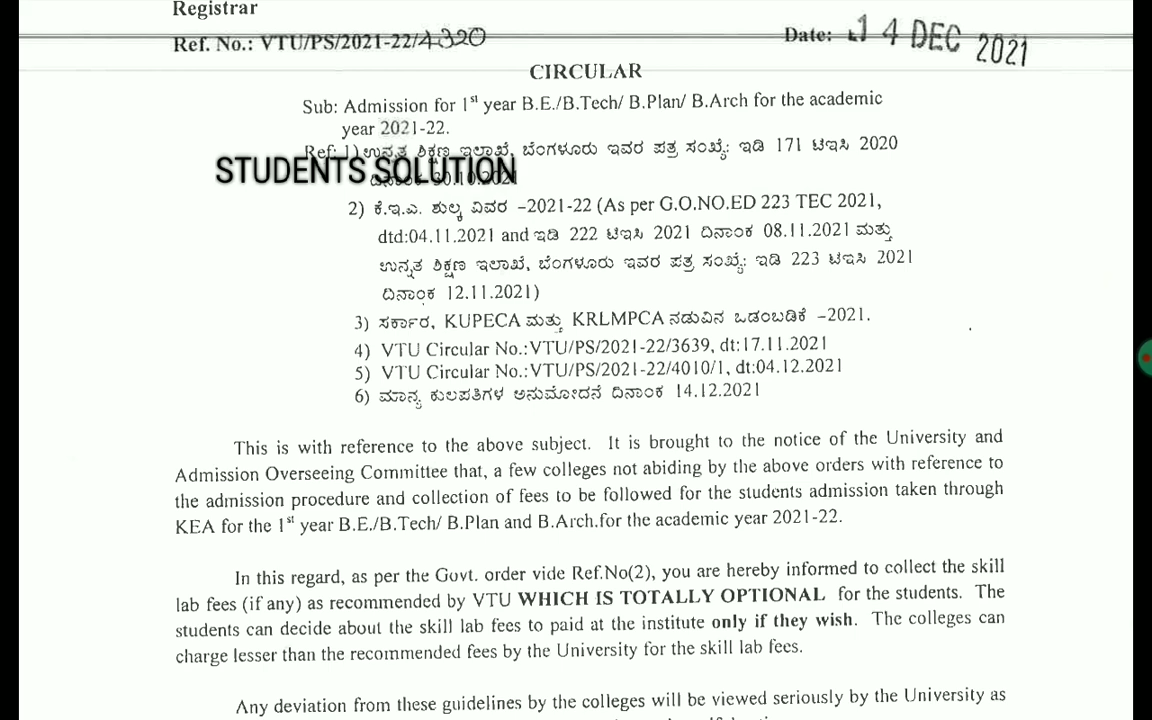 Registrar
Ref. No.: VTU/PS/2021-22/4320 Date: 14 DEC 2021
CIRCULAR
Sub: Admission for 1st year B.E./B.Tech/ B.Plan/ B.Arch for the academic
year 2021-22.
Ref: 1) ಉನ್ನತ ಶಿಕ್ಷಣ ಇಲಾಖೆ, ಬೆಂಗಳೂರು ಇವರ ಪತ್ರ ಸಂಖ್ಯೆ: ಇಡಿ 171 ಟಿಇಸಿ 2020
STUDENTS SOLUTION
ದಿನಾಂಕ 30.10.2021
2) ಕೆ.ಇ.ಎ. ಶುಲ್ಕ ವಿವರ –2021-22 (As per G.O.NO.ED 223 TEC 2021,
dtd:04.11.2021 and ಇಡಿ 222 ಟಿಇಸಿ 2021 ದಿನಾಂಕ 08.11.2021 ಮತ್ತು
ಉನ್ನತ ಶಿಕ್ಷಣ ಇಲಾಖೆ, ಬೆಂಗಳೂರು ಇವರ ಪತ್ರ ಸಂಖ್ಯೆ: ಇಡಿ 223 ಟಿಇಸಿ 2021
ದಿನಾಂಕ 12.11.2021)
3) ಸರ್ಕಾರ, KUPECA ಮತ್ತು KRLMPCA ನಡುವಿನ ಒಡಂಬಡಿಕೆ –2021.
4) VTU Circular No.:VTU/PS/2021-22/3639, dt:17.11.2021
5) VTU Circular No.:VTU/PS/2021-22/4010/1, dt:04.12.2021
6) ಮಾನ್ಯ ಕುಲಪತಿಗಳ ಅನುಮೋದನೆ ದಿನಾಂಕ 14.12.2021
This is with reference to the above subject. It is brought to the notice of the University and
Admission Overseeing Committee that, a few colleges not abiding by the above orders with reference to
the admission procedure and collection of fees to be followed for the students admission taken through
KEA for the 1st year B.E./B.Tech/ B.Plan and B.Arch.for the academic year 2021-22.
In this regard, as per the Govt. order vide Ref.No(2), you are hereby informed to collect the skill
lab fees (if any) as recommended by VTU WHICH IS TOTALLY OPTIONAL for the students. The
students can decide about the skill lab fees to paid at the institute only if they wish. The colleges can
charge lesser than the recommended fees by the University for the skill lab fees.
Any deviation from these guidelines by the colleges will be viewed seriously by the University as